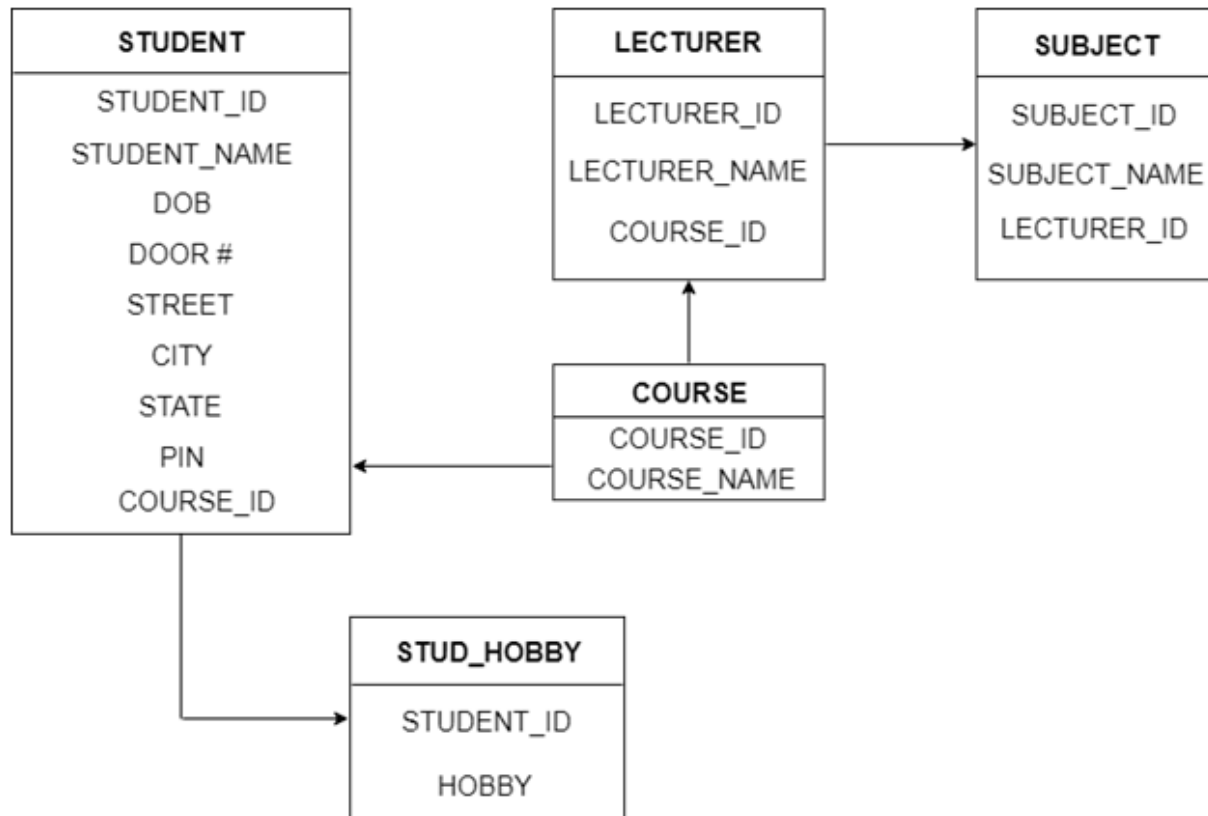 STUDENT
STUDENT_ID
STUDENT_NAME
DOB
DOOR #
STREET
CITY
STATE
PIN
COURSE_ID
LECTURER
LECTURER_ID
LECTURER_NAME
COURSE_ID
SUBJECT
SUBJECT_ID
SUBJECT_NAME
LECTURER_ID
COURSE
COURSE_ID
COURSE_NAME
STUD_HOBBY
STUDENT_ID
HOBBY